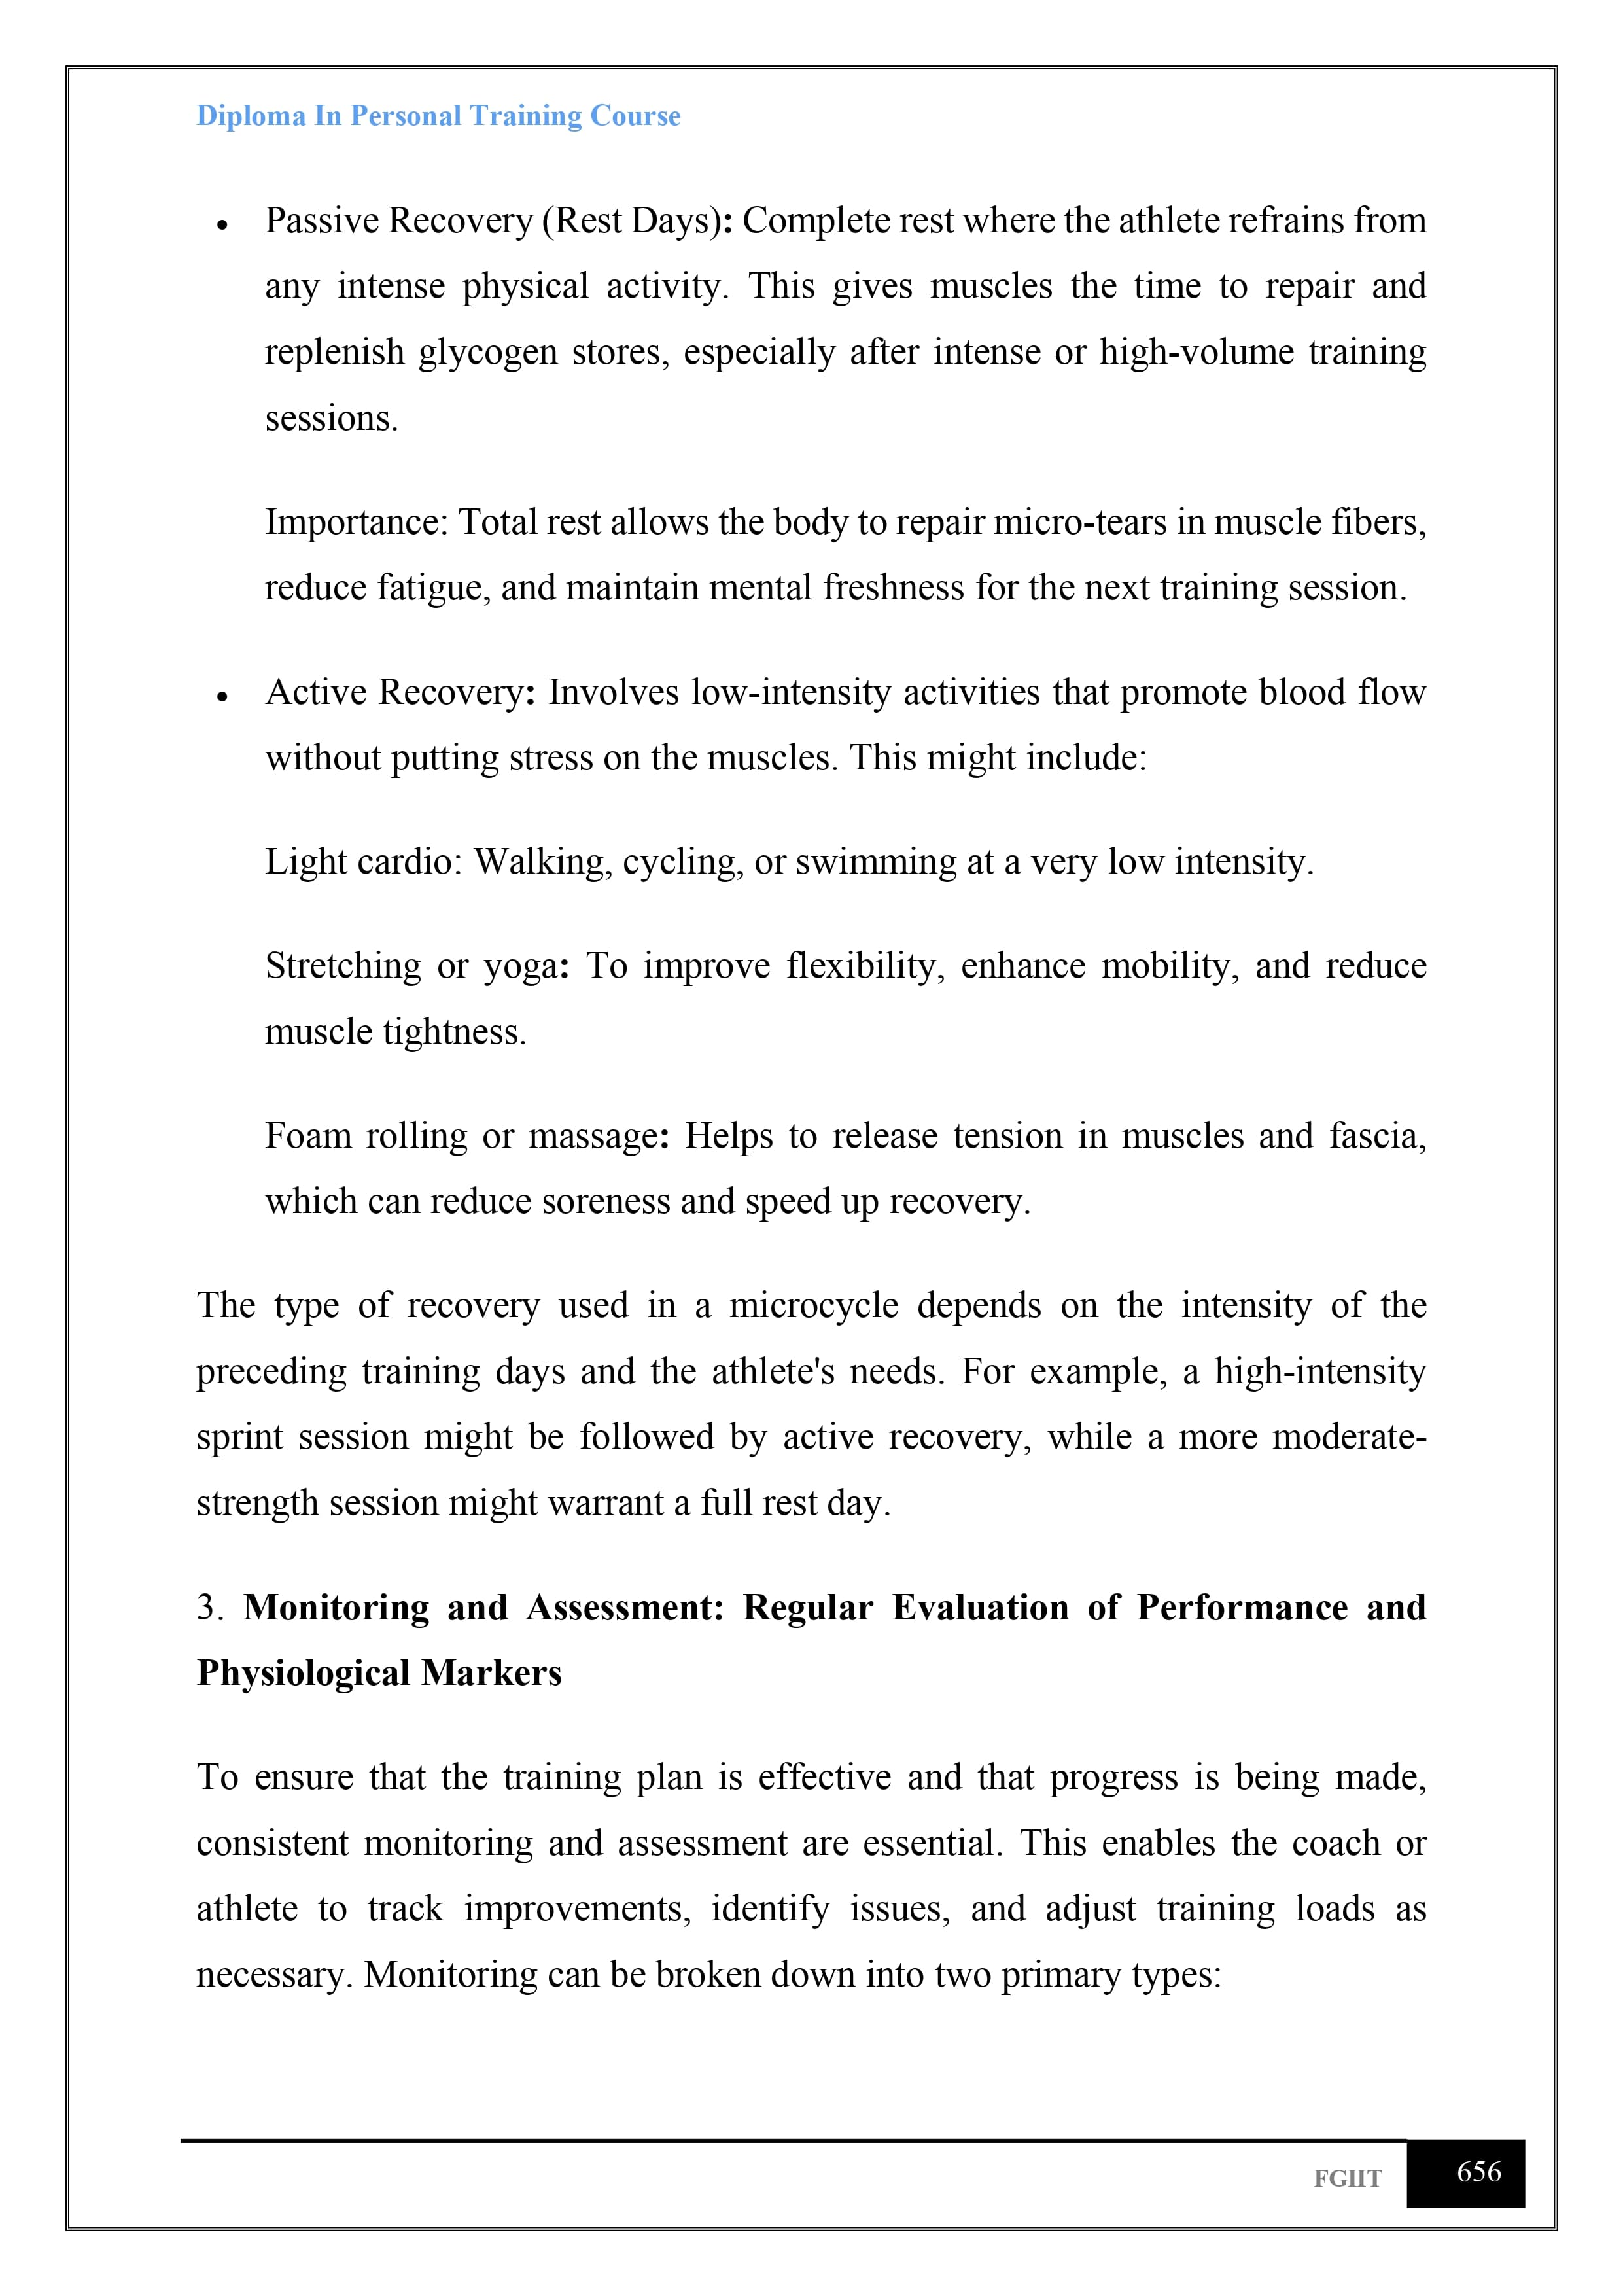 Diploma In Personal Training Course
• Passive Recovery (Rest Days): Complete rest where the athlete refrains from
any intense physical activity. This gives muscles the time to repair and
replenish glycogen stores, especially after intense or high-volume training
sessions.
Importance: Total rest allows the body to repair micro-tears in muscle fibers,
reduce fatigue, and maintain mental freshness for the next training session.
• Active Recovery: Involves low-intensity activities that promote blood flow
without putting stress on the muscles. This might include:
Light cardio: Walking, cycling, or swimming at a very low intensity.
Stretching or yoga: To improve flexibility, enhance mobility, and reduce
muscle tightness.
Foam rolling or massage: Helps to release tension in muscles and fascia,
which can reduce soreness and speed up recovery.
The type of recovery used in a microcycle depends on the intensity of the
preceding training days and the athlete's needs. For example, a high-intensity
sprint session might be followed by active recovery, while a more moderate-
strength session might warrant a full rest day.
3. Monitoring and Assessment: Regular Evaluation of Performance and
Physiological Markers
To ensure that the training plan is effective and that progress is being made,
consistent monitoring and assessment are essential. This enables the coach or
athlete to track improvements, identify issues, and adjust training loads as
necessary. Monitoring can be broken down into two primary types:
FGIIT 656